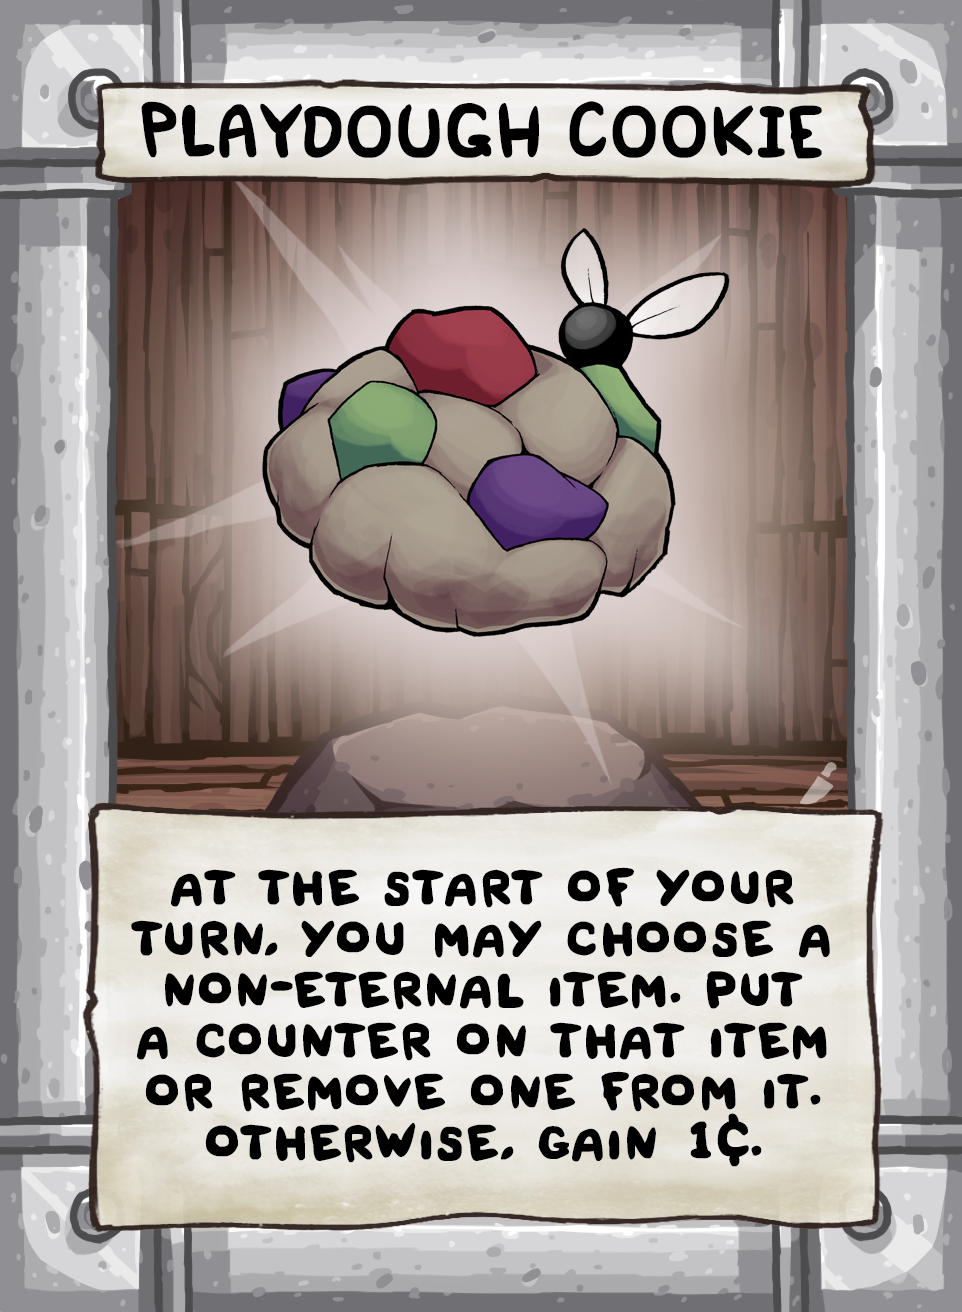 PLAYDOUGH COOKIE
AT THE START OF YOUR
TURN, YOU MAY CHOOSE A
NON-ETERNAL ITEM. PUT
A COUNTER ON THAT ITEM
OR REMOVE ONE FROM IT.
OTHERWISE, GAIN 1¢.